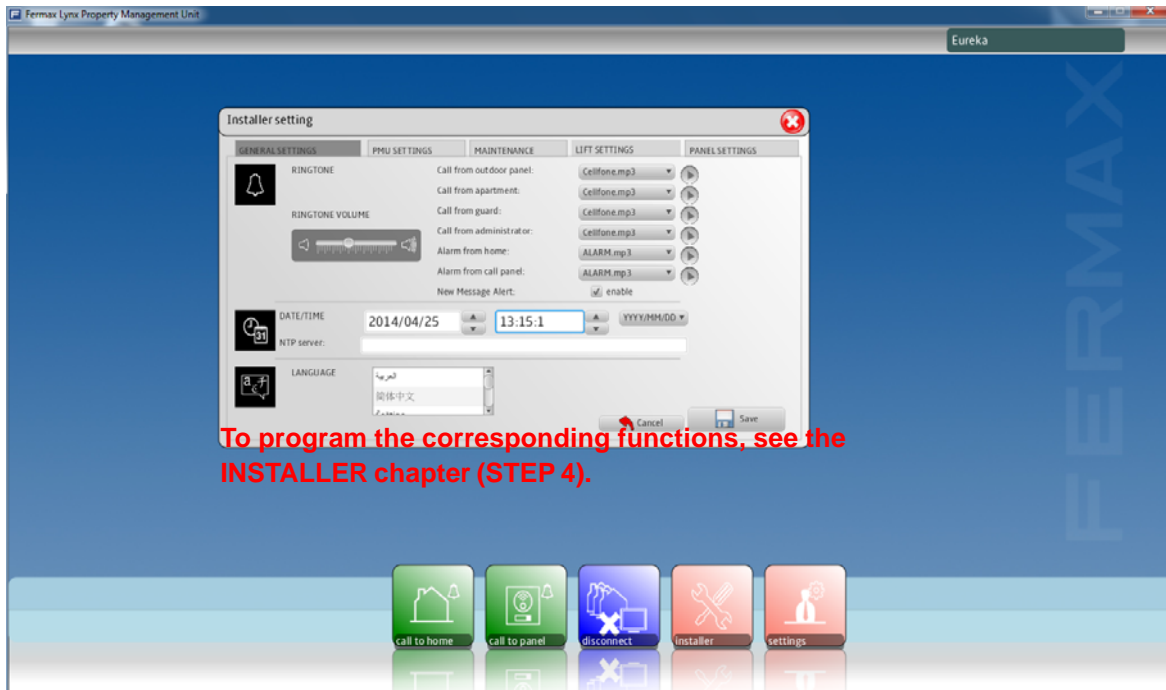 Fermax Lynx Property Management Unit
Eureka
FERMAX
Installer setting
GENERAL SETTINGS PMU SETTINGS MAINTENANCE LIFT SETTINGS PANEL SETTINGS
RINGTONE
Call from outdoor panel: Cellfone.mp3
Call from apartment: Cellfone.mp3
RINGTONE VOLUME
Call from guard: Cellfone.mp3
Call from administrator: Cellfone.mp3
Alarm from home: ALARM.mp3
Alarm from call panel: ALARM.mp3
New Message Alert: enable
DATE/TIME 2014/04/25 13:15:1 YYYY/MM/DD
31
NTP server:
LANGUAGE
العربية
简体中文
Cancel Save
To program the corresponding functions, see the
INSTALLER chapter (STEP 4).
call to home call to panel disconnect installer settings